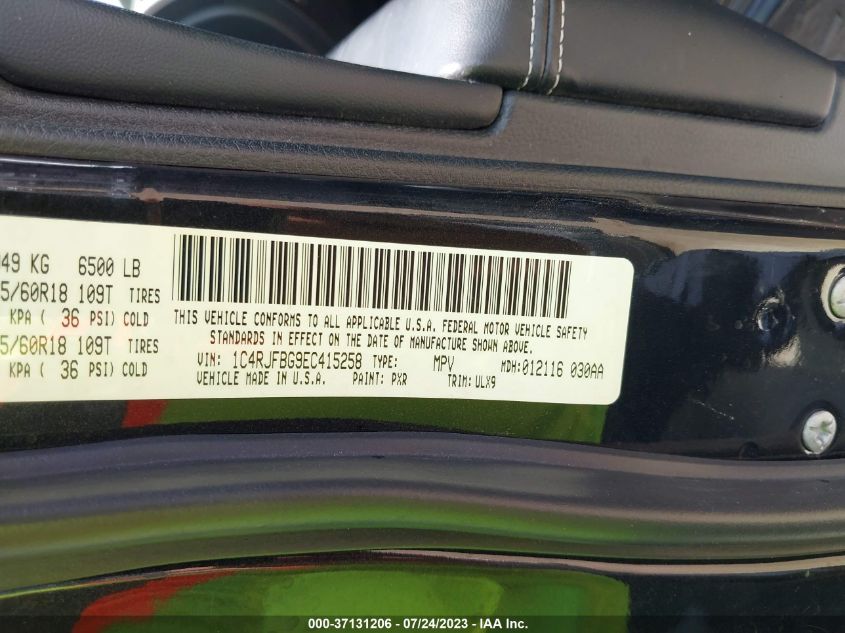 049 KG 6500 LB
5/60R18 109T TIRES
KPA ( 36 PSI) COLD
5/60R18 109T TIRES
KPA ( 36 PSI) COLD
THIS VEHICLE CONFORMS TO ALL APPLICABLE U.S.A. FEDERAL MOTOR VEHICLE SAFETY
STANDARDS IN EFFECT ON THE DATE OF MANUFACTURE SHOWN ABOVE.
VIN: 1C4RJFBG9EC415258 TYPE: MPV MDH:012116 030AA
VEHICLE MADE IN U.S.A. PAINT: PXR TRIM:ULX9
000-37131206 - 07/24/2023 - IAA Inc.